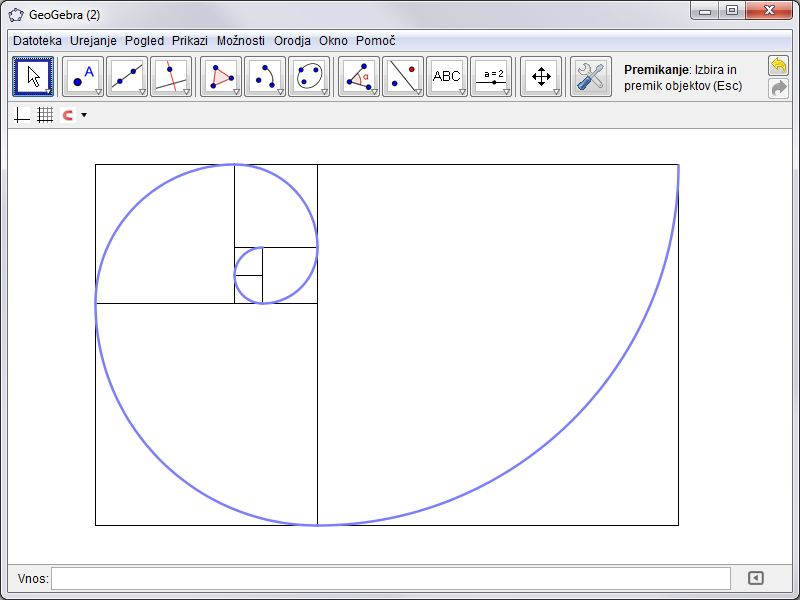 GeoGebra (2)
Datoteka Urejanje Pogled Prikazi Možnosti Orodja Okno Pomoč
A
α
ABC
a = 2
Premikanje: Izbira in
premik objektov (Esc)
Vnos: